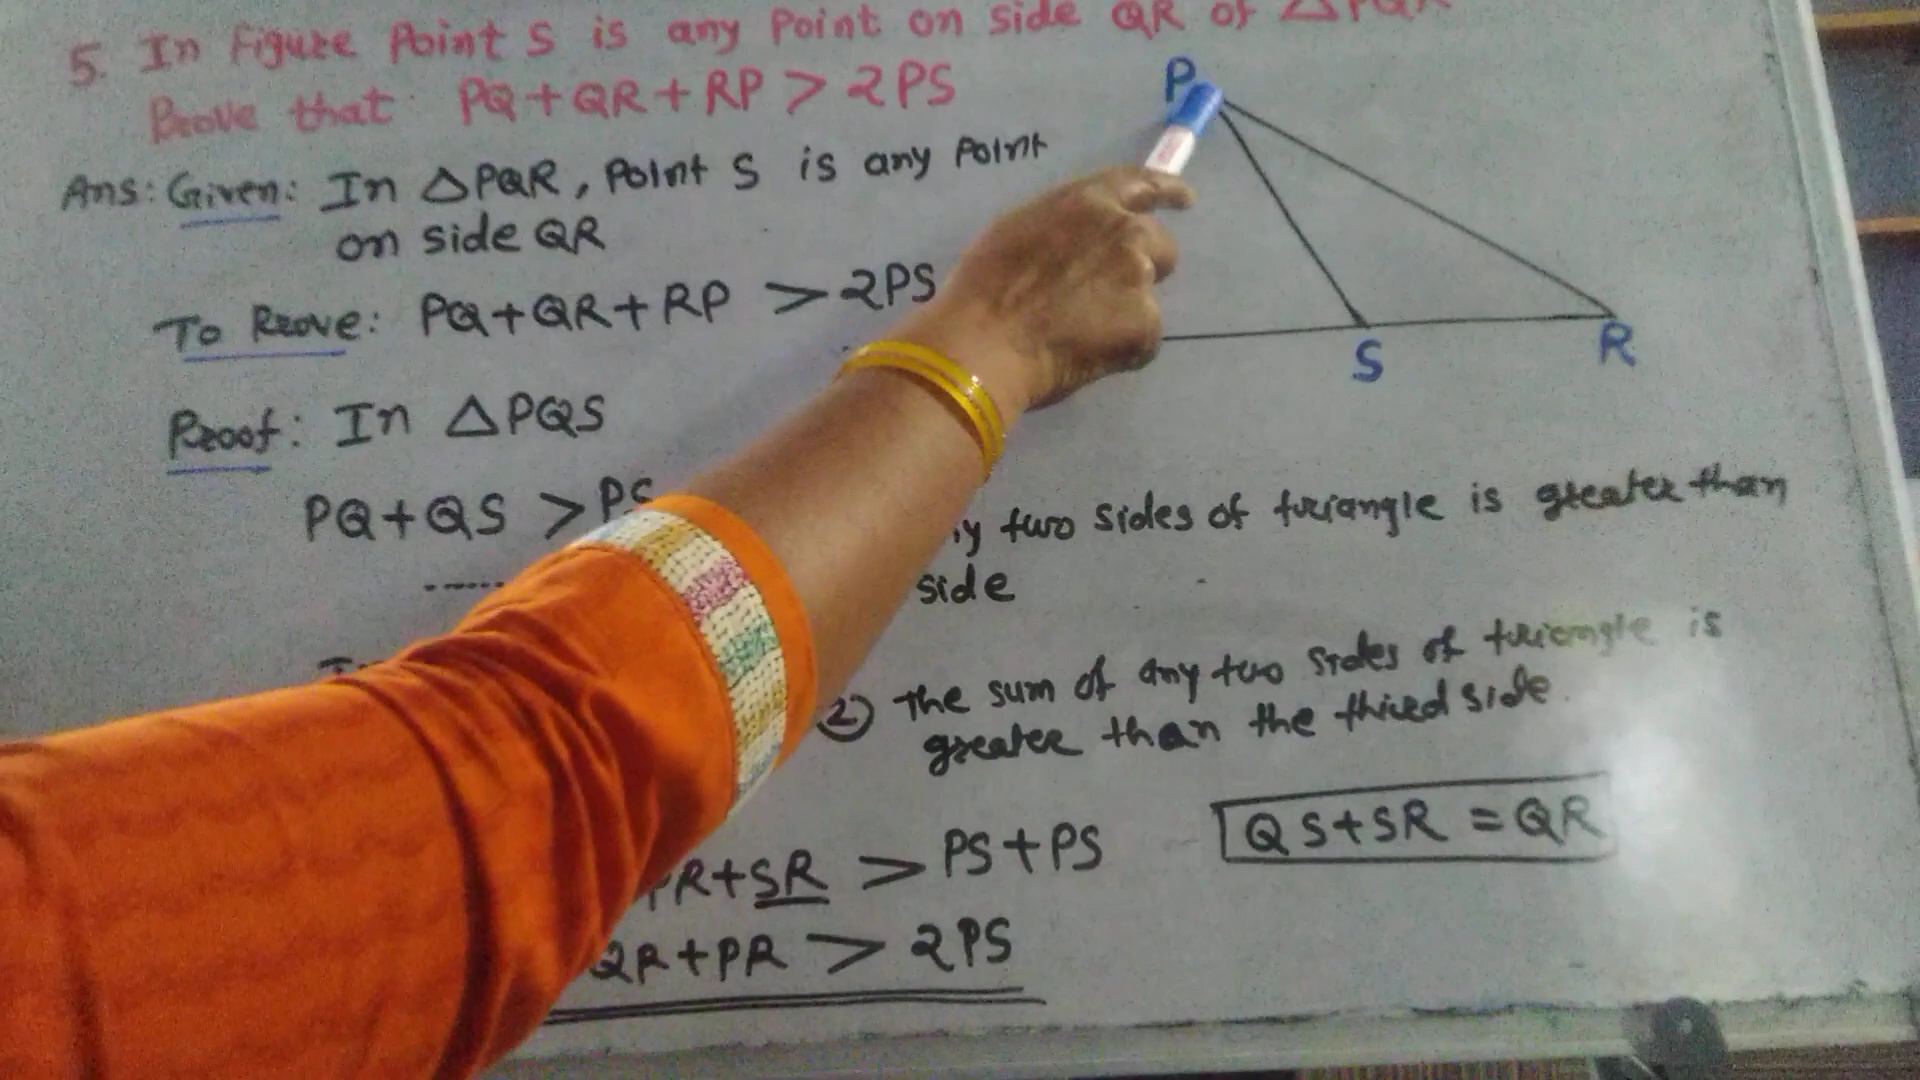 5. In Figure Point S is any Point on side QR of △PQR
Prove that PQ+QR+RP > 2PS
P
Ans: Given: In △PQR, Point S is any Point
on side QR
To Prove: PQ+QR+RP > 2PS
S
R
Proof: In △PQS
PQ+QS > PS
two sides of triangle is greater than
side
(2) The sum of any two sides of triangle is
greater than the third side.
PR+SR > PS+PS
QS+SR = QR
QR+PR > 2PS